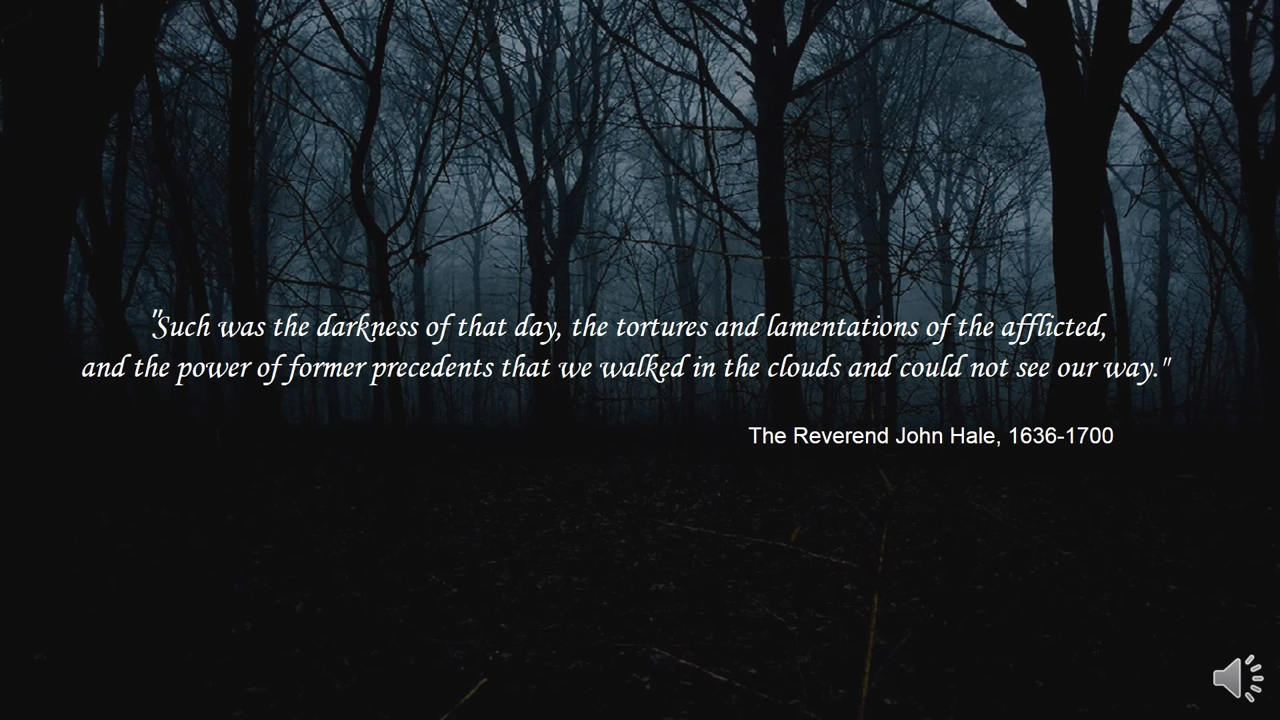 "Such was the darkness of that day, the tortures and lamentations of the afflicted,
and the power of former precedents that we walked in the clouds and could not see our way."
The Reverend John Hale, 1636-1700